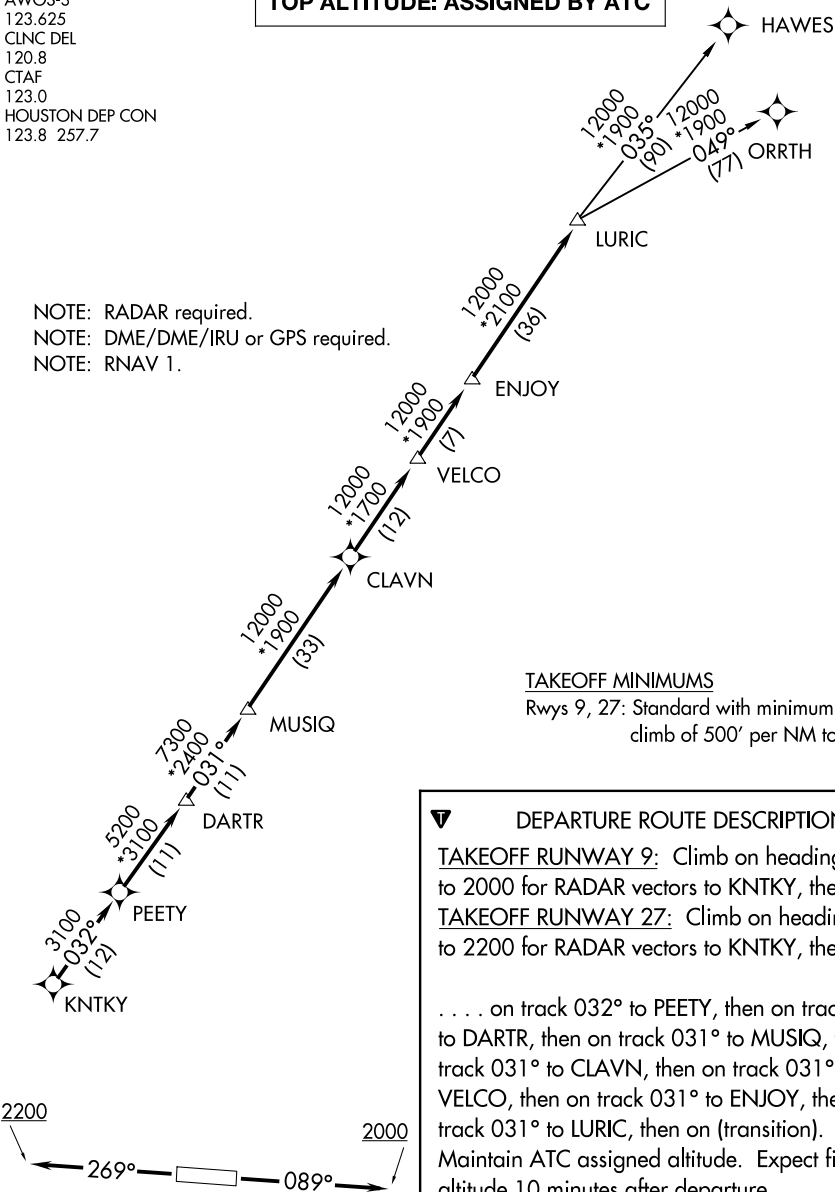 AWOS-3
123.625
CLNC DEL
120.8
CTAF
123.0
HOUSTON DEP CON
123.8 257.7
TOP ALTITUDE: ASSIGNED BY ATC
HAWES
12000
*1900
035°
(90)
12000
*1900
049°
(77)
ORRTH
LURIC
NOTE: RADAR required.
NOTE: DME/DME/IRU or GPS required.
NOTE: RNAV 1.
12000
*2100
(36)
ENJOY
12000
*1900
(7)
VELCO
12000
*1700
(12)
CLAVN
12000
*1900
(33)
TAKEOFF MINIMUMS
Rwys 9, 27: Standard with minimum
climb of 500' per NM to
MUSIQ
7300
*2400
031°
(11)
DARTR
5200
*3100
(11)
PEETY
3100
032°
(12)
KNTKY
T DEPARTURE ROUTE DESCRIPTION
TAKEOFF RUNWAY 9: Climb on heading
to 2000 for RADAR vectors to KNTKY, the
TAKEOFF RUNWAY 27: Climb on headin
to 2200 for RADAR vectors to KNTKY, the
. . . . on track 032° to PEETY, then on trac
to DARTR, then on track 031° to MUSIQ,
track 031° to CLAVN, then on track 031°
VELCO, then on track 031° to ENJOY, the
track 031° to LURIC, then on (transition).
Maintain ATC assigned altitude. Expect fi
altitude 10 minutes after departure
2200
269°
2000
089°